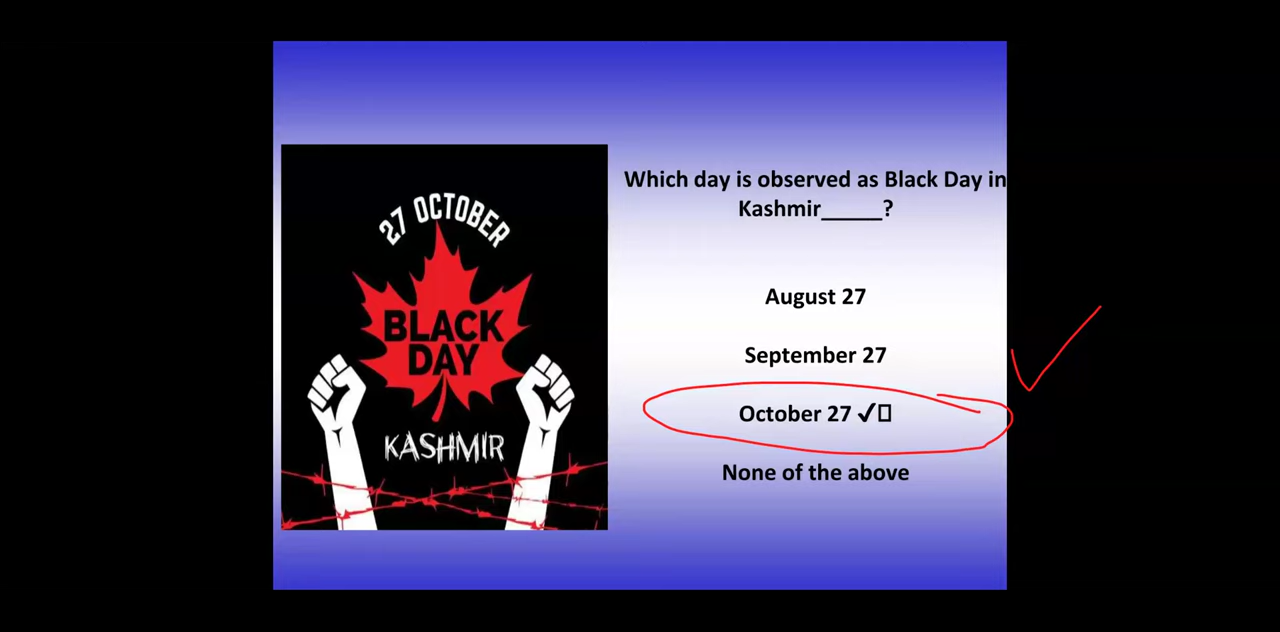 27 OCTOBER
BLACK
DAY
KASHMIR
Which day is observed as Black Day in
Kashmir_____?
August 27
September 27
October 27 ✓▯
None of the above